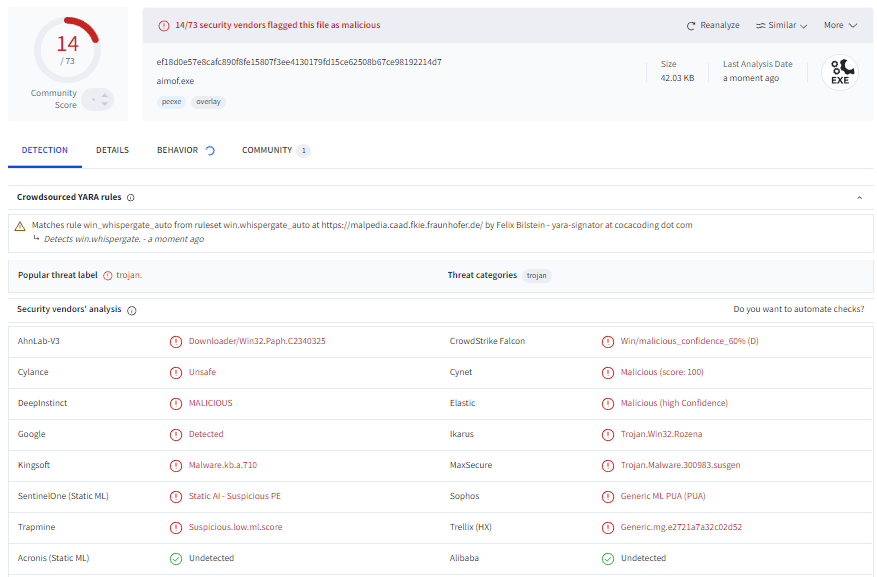 14
/ 73
Community
Score
14/73 security vendors flagged this file as malicious
Reanalyze
Similar
More
ef18d0e57e8cafc890f8fe15807f3ee4130179fd15ce62508b67ce98192214d7
aimof.exe
peexe
overlay
Size
42.03 KB
Last Analysis Date
a moment ago
EXE
DETECTION
DETAILS
BEHAVIOR
COMMUNITY 1
Crowdsourced YARA rules
Matches rule win_whispergate_auto from ruleset win.whispergate_auto at https://malpedia.caad.fkie.fraunhofer.de/ by Felix Bilstein - yara-signator at cocacoding dot com
Detects win.whispergate. - a moment ago
Popular threat label trojan.
Threat categories trojan
Security vendors' analysis
Do you want to automate checks?
AhnLab-V3 Downloader/Win32.Paph.C2340325
CrowdStrike Falcon Win/malicious_confidence_60% (D)
Cylance Unsafe
Cynet Malicious (score: 100)
DeepInstinct MALICIOUS
Elastic Malicious (high Confidence)
Google Detected
Ikarus Trojan.Win32.Rozena
Kingsoft Malware.kb.a.710
MaxSecure Trojan.Malware.300983.susgen
SentinelOne (Static ML) Static AI - Suspicious PE
Sophos Generic ML PUA (PUA)
Trapmine Suspicious.low.ml.score
Trellix (HX) Generic.mg.e2721a7a32c02d52
Acronis (Static ML) Undetected
Alibaba Undetected